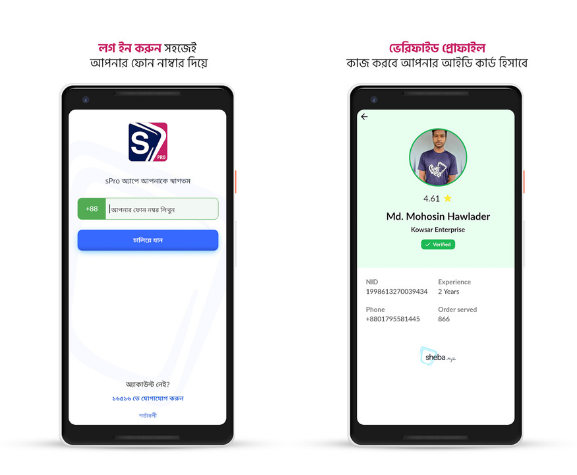 লগ ইন করুন সহজেই
আপনার ফোন নাম্বার দিয়ে
S
PRO
sPro অ্যাপে আপনাকে স্বাগতম
+88
আপনার ফোন নম্বর লিখুন
চালিয়ে যান
অ্যাকাউন্ট নেই?
১৬৫১৬ তে যোগাযোগ করুন
শর্তাবলী
ভেরিফাইড প্রোফাইল
কাজ করবে আপনার আইডি কার্ড হিসাবে
4.61
Md. Mohosin Hawlader
Kowsar Enterprise
Verified
NIID Experience
1998613270039434 2 Years
Phone Order served
+8801795581445 866
sheba.xyz